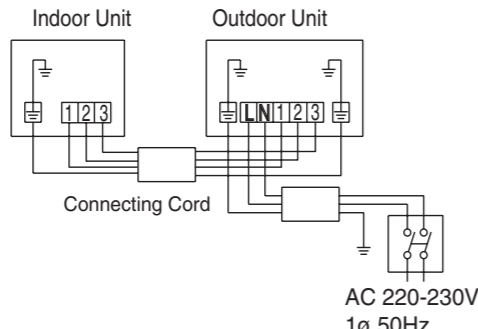 Indoor Unit
Outdoor Unit
1 2 3
L N 1 2 3
Connecting Cord
AC 220-230V
1ø 50Hz